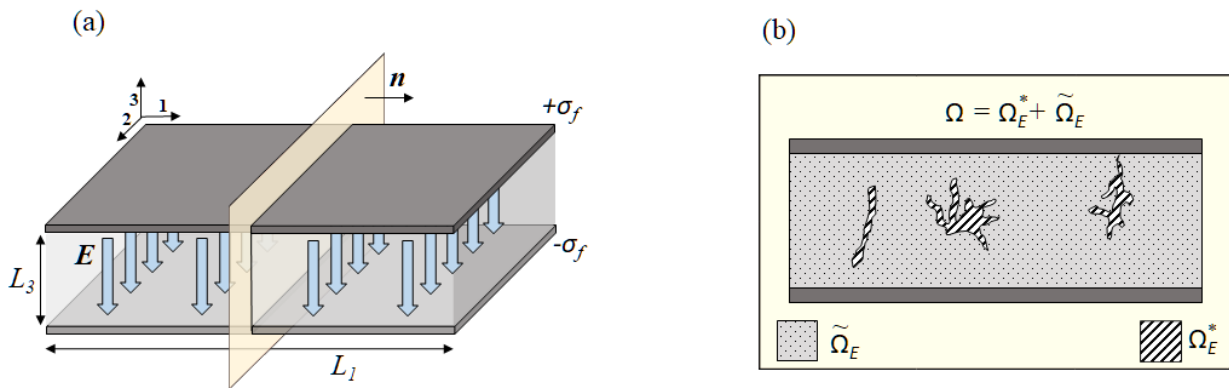 (a)
n
3
1
2
+σ_f
E
-σ_f
L_3
L_1
(b)
Ω = Ω_E^* + Ω̃_E
Ω̃_E
Ω_E^*